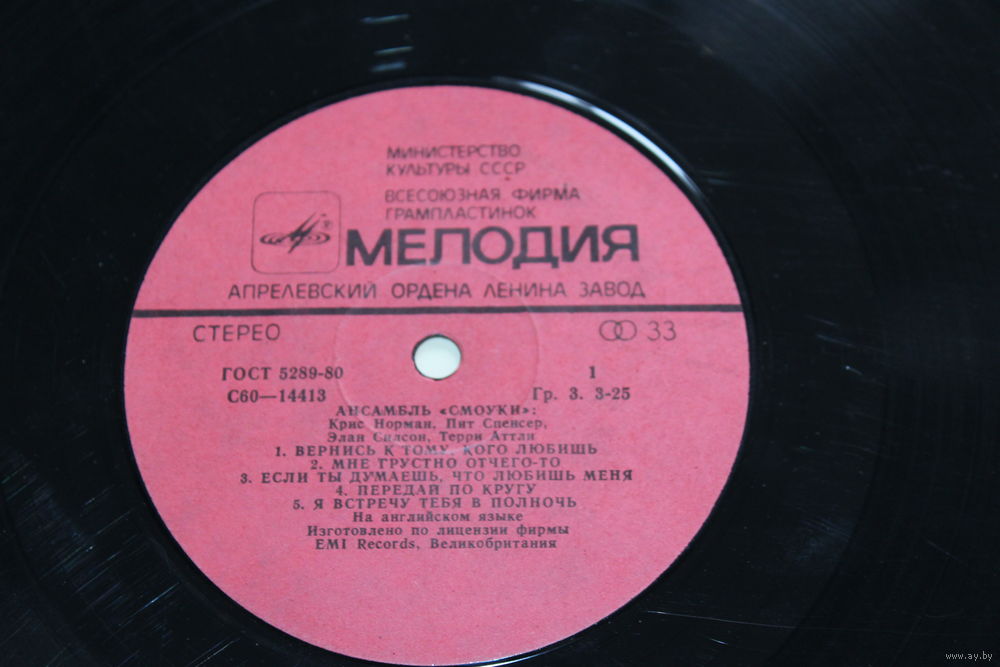 МИНИСТЕРСТВО
КУЛЬТУРЫ СССР
ВСЕСОЮЗНАЯ ФИРМА
ГРАМПЛАСТИНОК
МЕЛОДИЯ
АПРЕЛЕВСКИЙ ОРДЕНА ЛЕНИНА ЗАВОД
СТЕРЕО 33
ГОСТ 5289-80 1
С60—14413 Гр. 3. 3-25
АНСАМБЛЬ «СМОУКИ»:
Крис Норман, Пит Спенсер,
Элан Силсон, Терри Аттли
1. ВЕРНИСЬ К ТОМУ, КОГО ЛЮБИШЬ
2. МНЕ ГРУСТНО ОТЧЕГО-ТО
3. ЕСЛИ ТЫ ДУМАЕШЬ, ЧТО ЛЮБИШЬ МЕНЯ
4. ПЕРЕДАЙ ПО КРУГУ
5. Я ВСТРЕЧУ ТЕБЯ В ПОЛНОЧЬ
На английском языке
Изготовлено по лицензии фирмы
EMI Records, Великобритания
www.ay.by